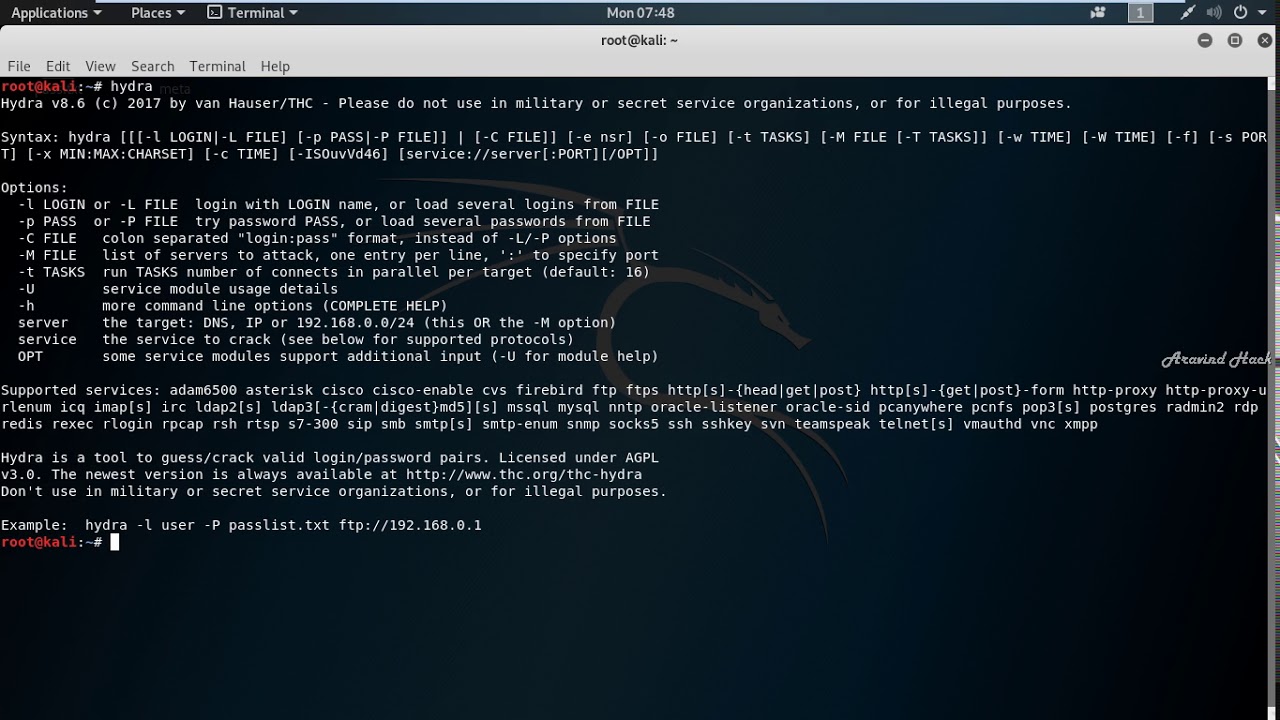 Applications Places Terminal Mon 07:48 1
root@kali: ~
File Edit View Search Terminal Help
root@kali:~# hydra
meta
Hydra v8.6 (c) 2017 by van Hauser/THC - Please do not use in military or secret service organizations, or for illegal purposes.
Syntax: hydra [[[-l LOGIN|-L FILE] [-p PASS|-P FILE]] | [-C FILE]] [-e nsr] [-o FILE] [-t TASKS] [-M FILE [-T TASKS]] [-w TIME] [-W TIME] [-f] [-s POR
T] [-x MIN:MAX:CHARSET] [-c TIME] [-ISOuvVd46] [service://server[:PORT][/OPT]]
Options:
-l LOGIN or -L FILE login with LOGIN name, or load several logins from FILE
-p PASS or -P FILE try password PASS, or load several passwords from FILE
-C FILE colon separated "login:pass" format, instead of -L/-P options
-M FILE list of servers to attack, one entry per line, ':' to specify port
-t TASKS run TASKS number of connects in parallel per target (default: 16)
-U service module usage details
-h more command line options (COMPLETE HELP)
server the target: DNS, IP or 192.168.0.0/24 (this OR the -M option)
service the service to crack (see below for supported protocols)
OPT some service modules support additional input (-U for module help)
Aravind Hack
Supported services: adam6500 asterisk cisco cisco-enable cvs firebird ftp ftps http[s]-{head|get|post} http[s]-{get|post}-form http-proxy http-proxy-u
rlenum icq imap[s] irc ldap2[s] ldap3[-{cram|digest}md5][s] mssql mysql nntp oracle-listener oracle-sid pcanywhere pcnfs pop3[s] postgres radmin2 rdp
redis rexec rlogin rpcap rsh rtsp s7-300 sip smb smtp[s] smtp-enum snmp socks5 ssh sshkey svn teamspeak telnet[s] vmauthd vnc xmpp
Hydra is a tool to guess/crack valid login/password pairs. Licensed under AGPL
v3.0. The newest version is always available at http://www.thc.org/thc-hydra
Don't use in military or secret service organizations, or for illegal purposes.
Example: hydra -l user -P passlist.txt ftp://192.168.0.1
root@kali:~#